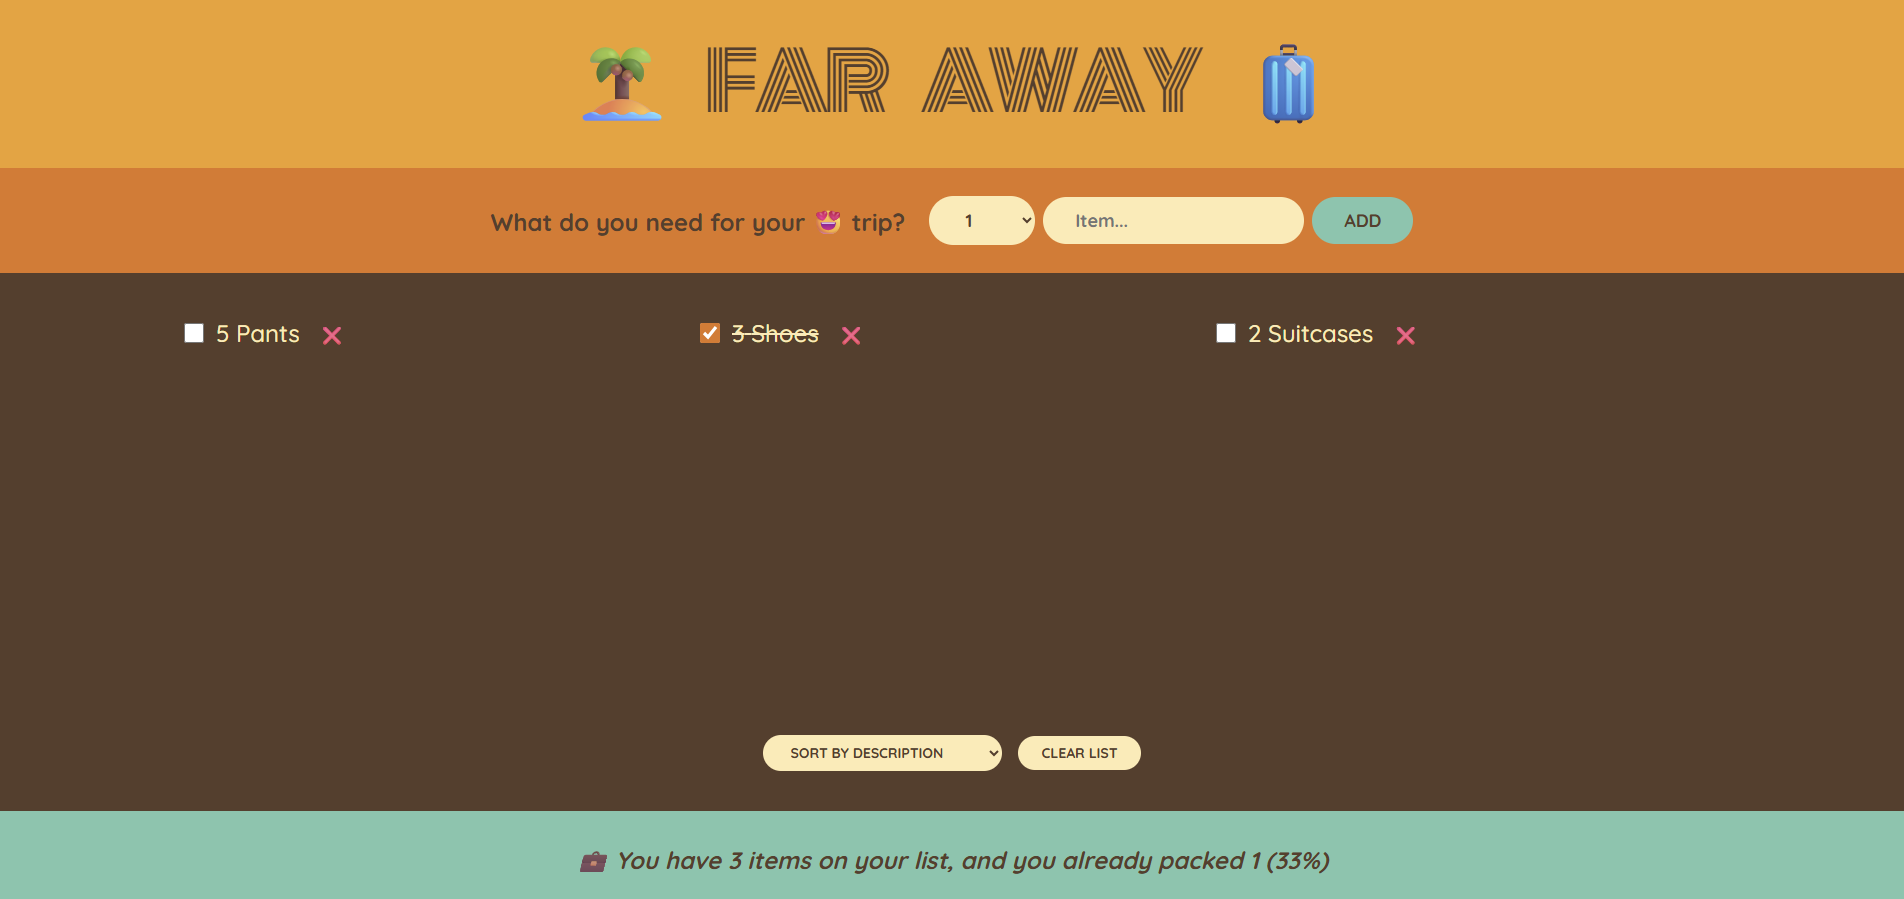 🌴 FAR AWAY 🧳
What do you need for your 😍 trip? 1 Item... ADD
5 Pants ❌ 3 Shoes ❌ 2 Suitcases ❌
SORT BY DESCRIPTION CLEAR LIST
💼 You have 3 items on your list, and you already packed 1 (33%)